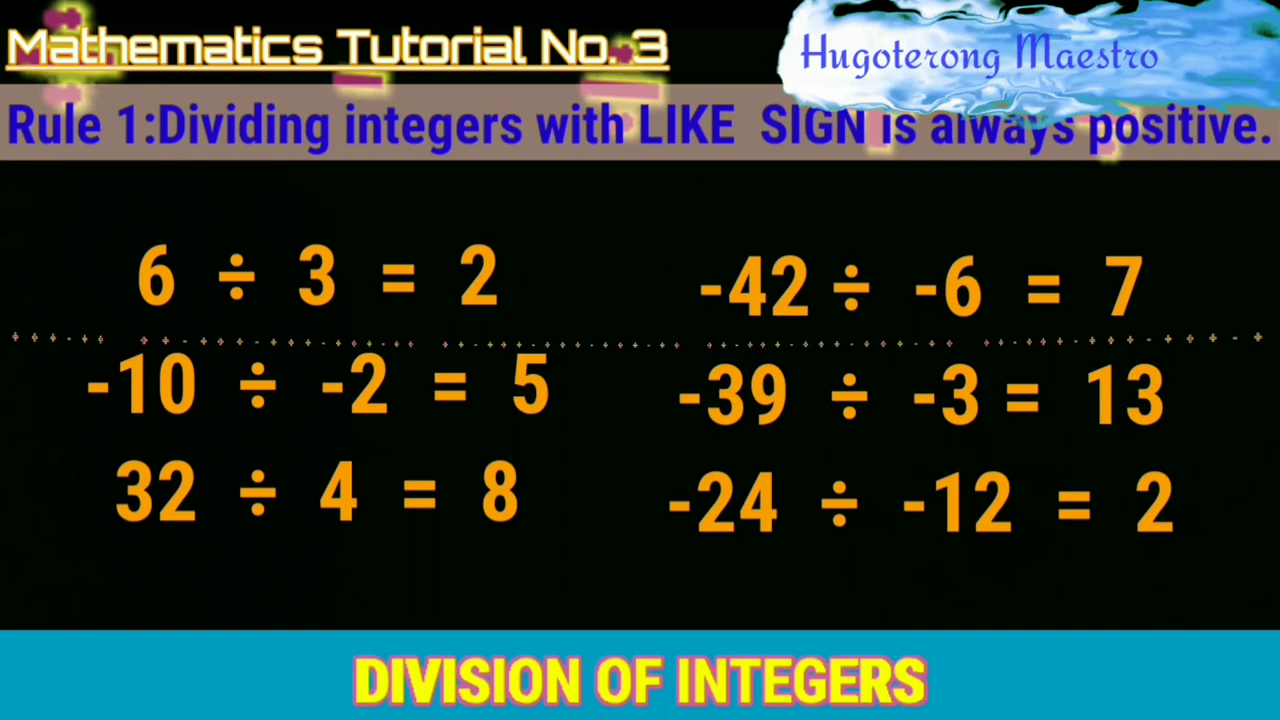 Mathematics Tutorial No. 3
Hugoterong Maestro
Rule 1:Dividing integers with LIKE SIGN is always positive.
6 ÷ 3 = 2
-42 ÷ -6 = 7
-10 ÷ -2 = 5
-39 ÷ -3 = 13
32 ÷ 4 = 8
-24 ÷ -12 = 2
DIVISION OF INTEGERS